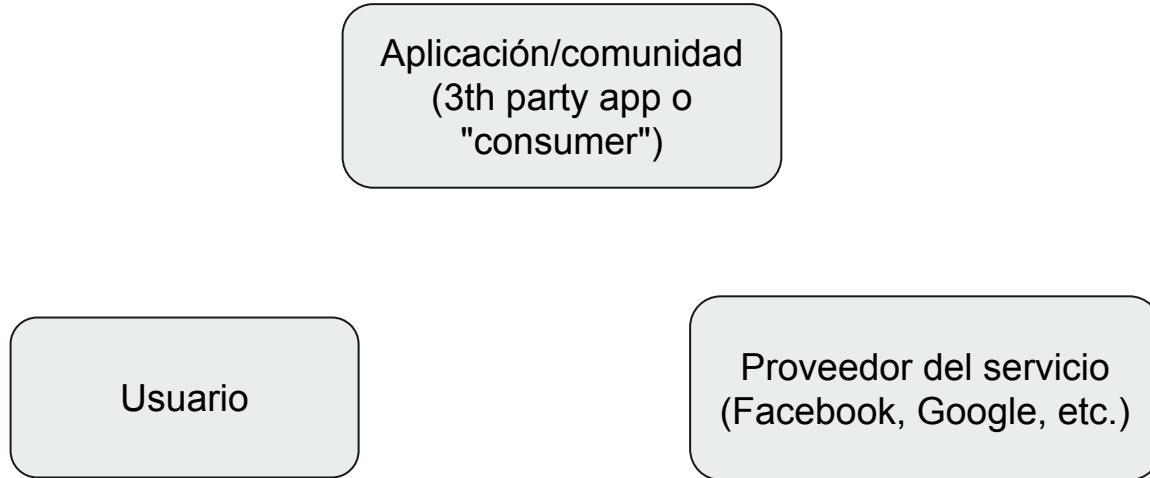 Aplicación/comunidad
(3th party app o
"consumer")
Usuario
Proveedor del servicio
(Facebook, Google, etc.)